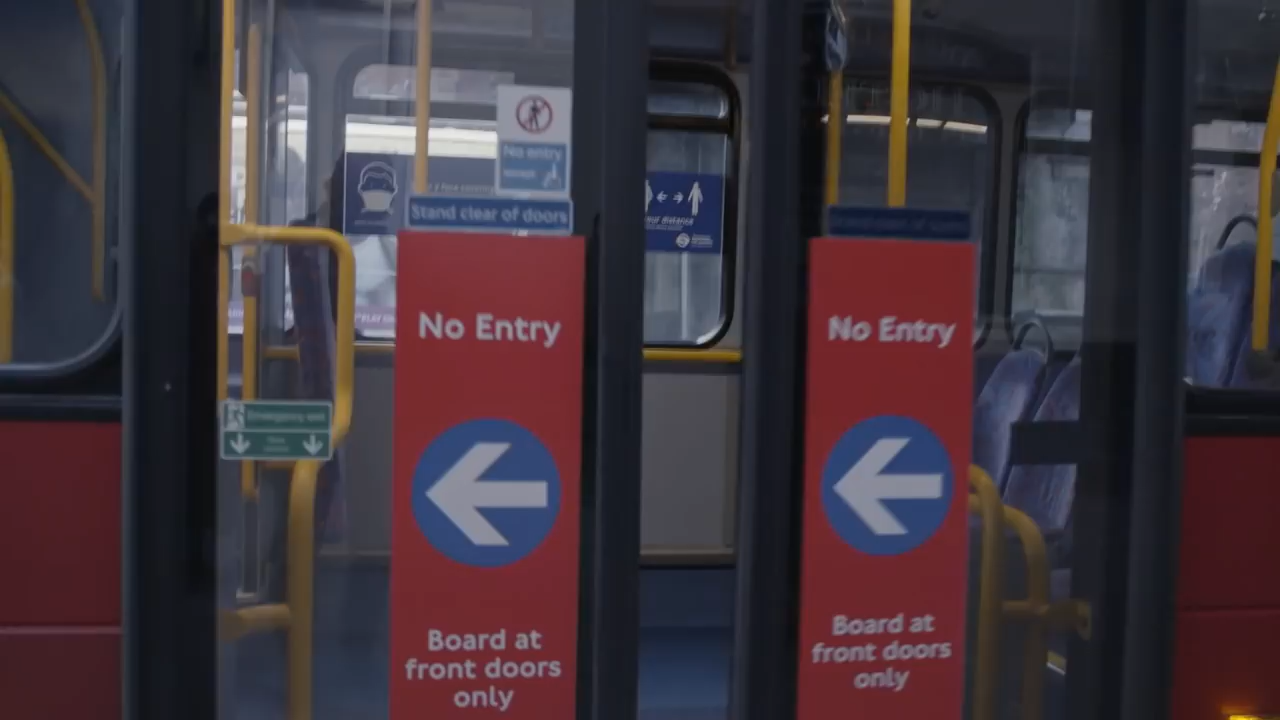 No entry
Stand clear of doors
No Entry
Board at
front doors
only
No Entry
Board at
front doors
only
Emergency exit
distance